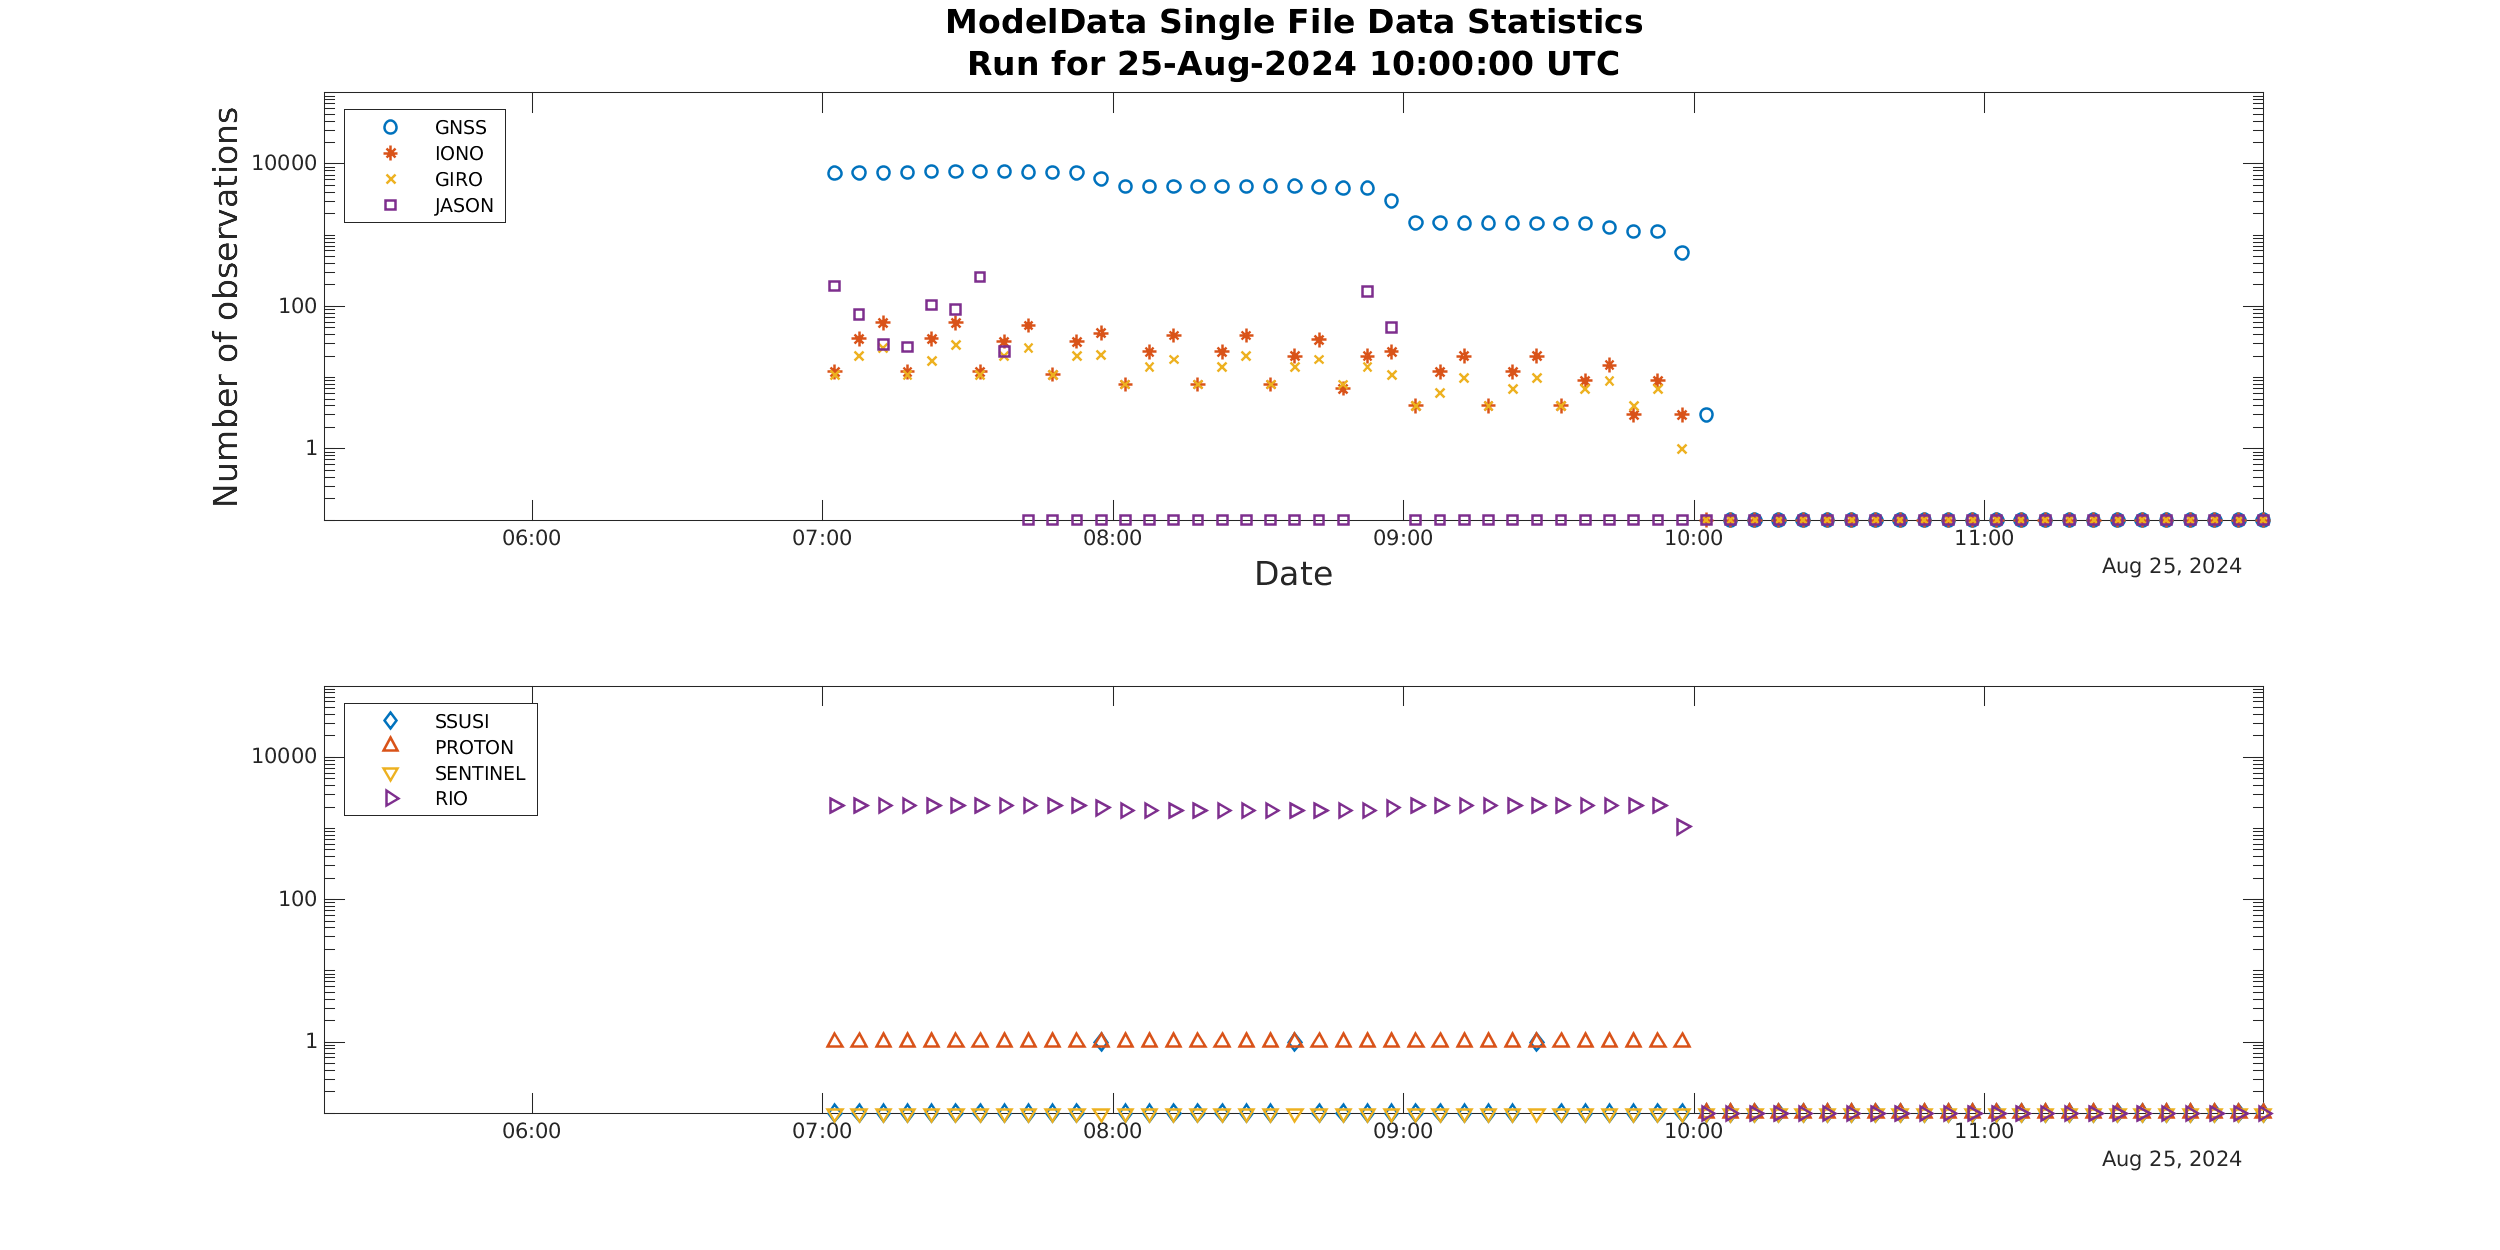 ModelData Single File Data Statistics
Run for 25-Aug-2024 10:00:00 UTC
Number of observations
10000
100
1
GNSS
IONO
GIRO
JASON
06:00 07:00 08:00 09:00 10:00 11:00
Aug 25, 2024
Date
10000
100
1
SSUSI
PROTON
SENTINEL
RIO
06:00 07:00 08:00 09:00 10:00 11:00
Aug 25, 2024